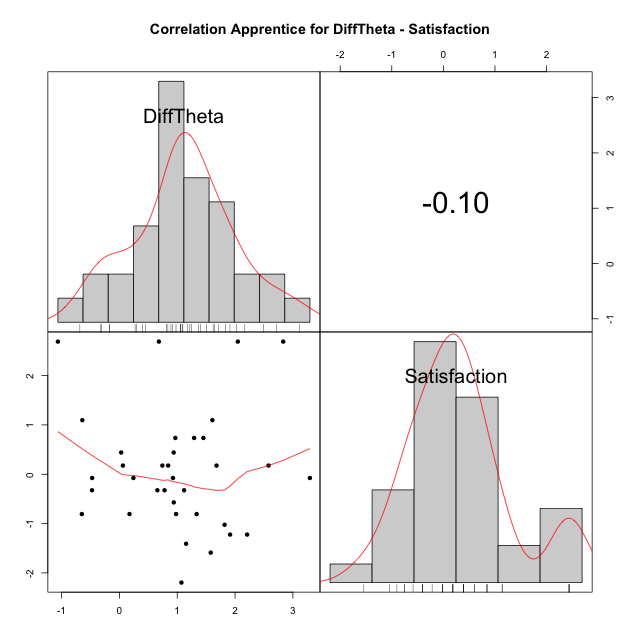 Correlation Apprentice for DiffTheta - Satisfaction
-2 -1 0 1 2
DiffTheta
-0.10
3
2
1
0
-1
Satisfaction
2
1
0
-1
-2
-1 0 1 2 3